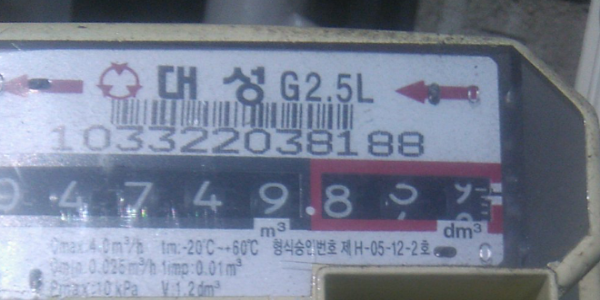 대성 G2.5L
103322038188
9 4 7 4 9 8
m³ dm³
Qmax 4.0m³/h tm:-20℃~+60℃ 형식승인번호 제H-05-12-2호
Qmin 0.025m³/h 1imp:0.01m³
Pmax:10 kPa V:1.2dm³